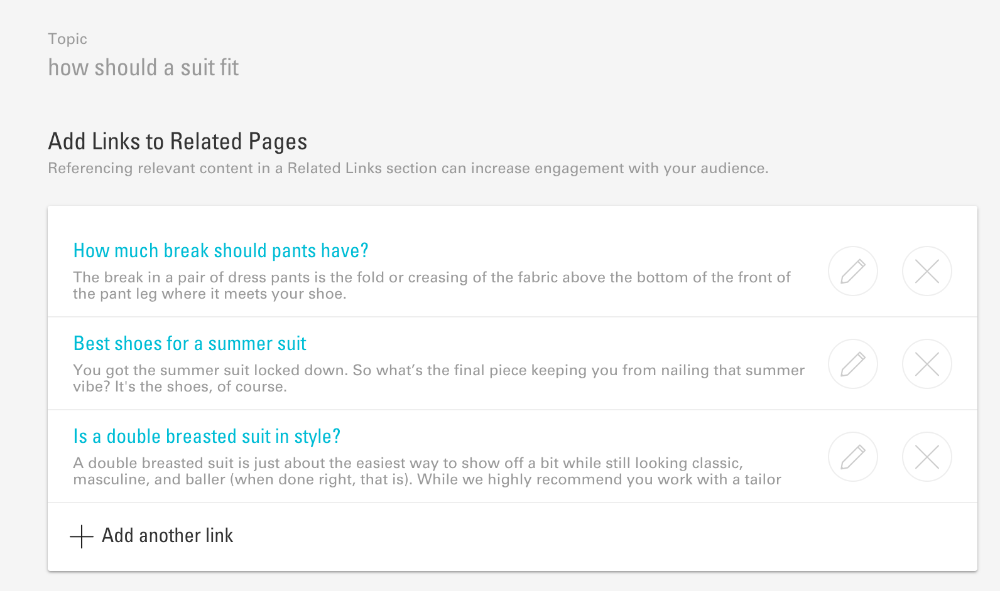 Topic
how should a suit fit
Add Links to Related Pages
Referencing relevant content in a Related Links section can increase engagement with your audience.
How much break should pants have?
The break in a pair of dress pants is the fold or creasing of the fabric above the bottom of the front of
the pant leg where it meets your shoe.
Best shoes for a summer suit
You got the summer suit locked down. So what’s the final piece keeping you from nailing that summer
vibe? It's the shoes, of course.
Is a double breasted suit in style?
A double breasted suit is just about the easiest way to show off a bit while still looking classic,
masculine, and baller (when done right, that is). While we highly recommend you work with a tailor
Add another link